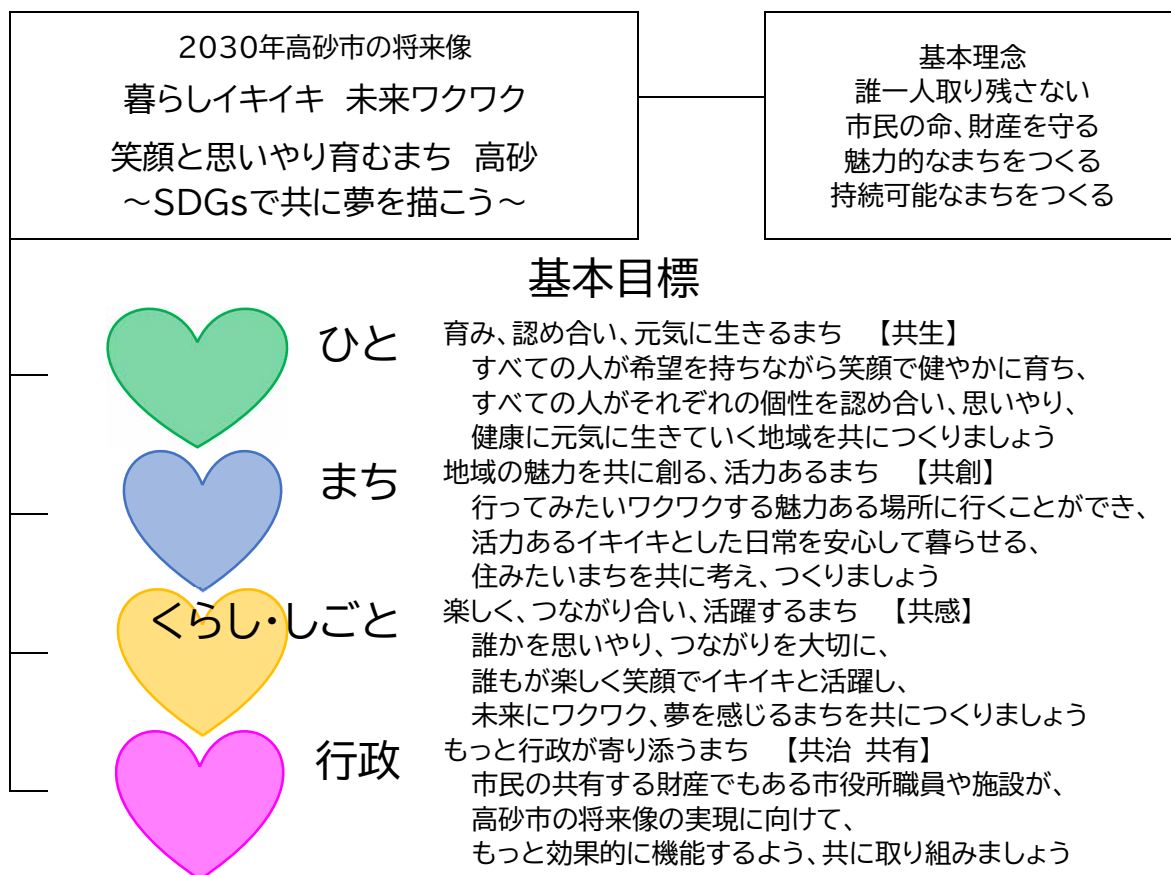 2030年高砂市の将来像
暮らしイキイキ 未来ワクワク
笑顔と思いやり育むまち 高砂
～SDGsで共に夢を描こう～
基本理念
誰一人取り残さない
市民の命、財産を守る
魅力的なまちをつくる
持続可能なまちをつくる
基本目標
ひと
育み、認め合い、元気に生きるまち 【共生】
すべての人が希望を持ちながら笑顔で健やかに育ち、
すべての人がそれぞれの個性を認め合い、思いやり、
健康に元気に生きていく地域を共につくりましょう
まち
地域の魅力を共に創る、活力あるまち 【共創】
行ってみたいワクワクする魅力ある場所に行くことができ、
活力あるイキイキとした日常を安心して暮らせる、
住みたいまちを共に考え、つくりましょう
くらし・しごと
楽しく、つながり合い、活躍するまち 【共感】
誰かを思いやり、つながりを大切に、
誰もが楽しく笑顔でイキイキと活躍し、
未来にワクワク、夢を感じるまちを共につくりましょう
行政
もっと行政が寄り添うまち 【共治 共有】
市民の共有する財産でもある市役所職員や施設が、
高砂市の将来像の実現に向けて、
もっと効果的に機能するよう、共に取り組みましょう